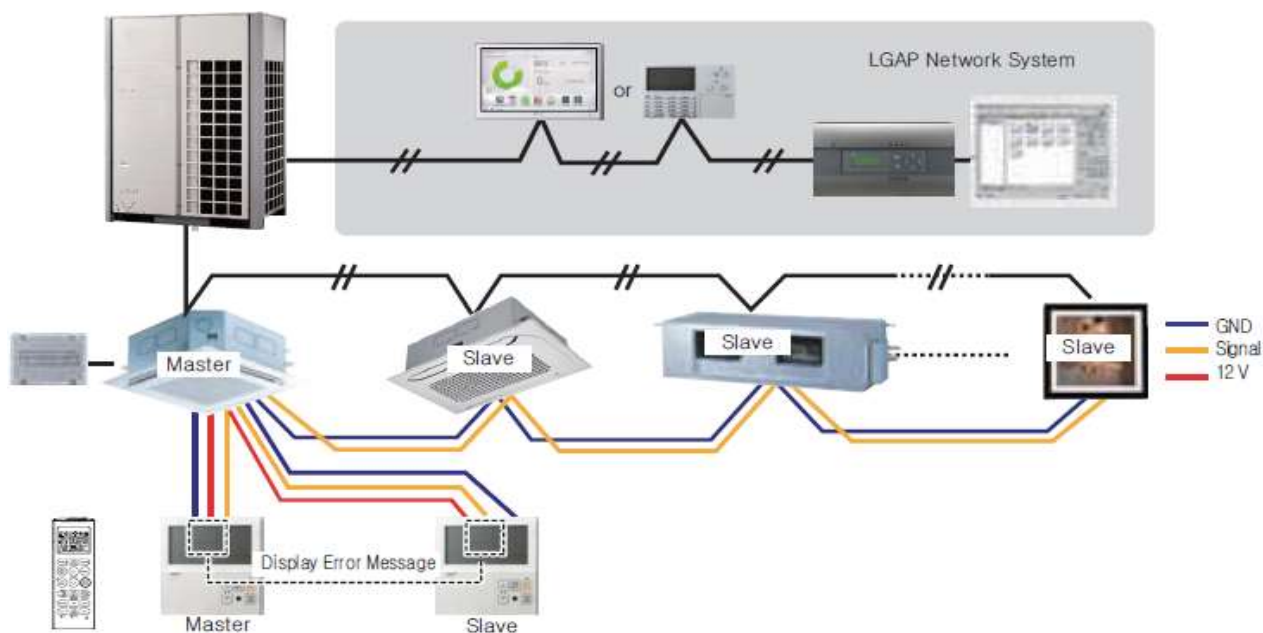 LGAP Network System
or
Master
Slave
Slave
Slave
GND
Signal
12 V
Display Error Message
Master
Slave